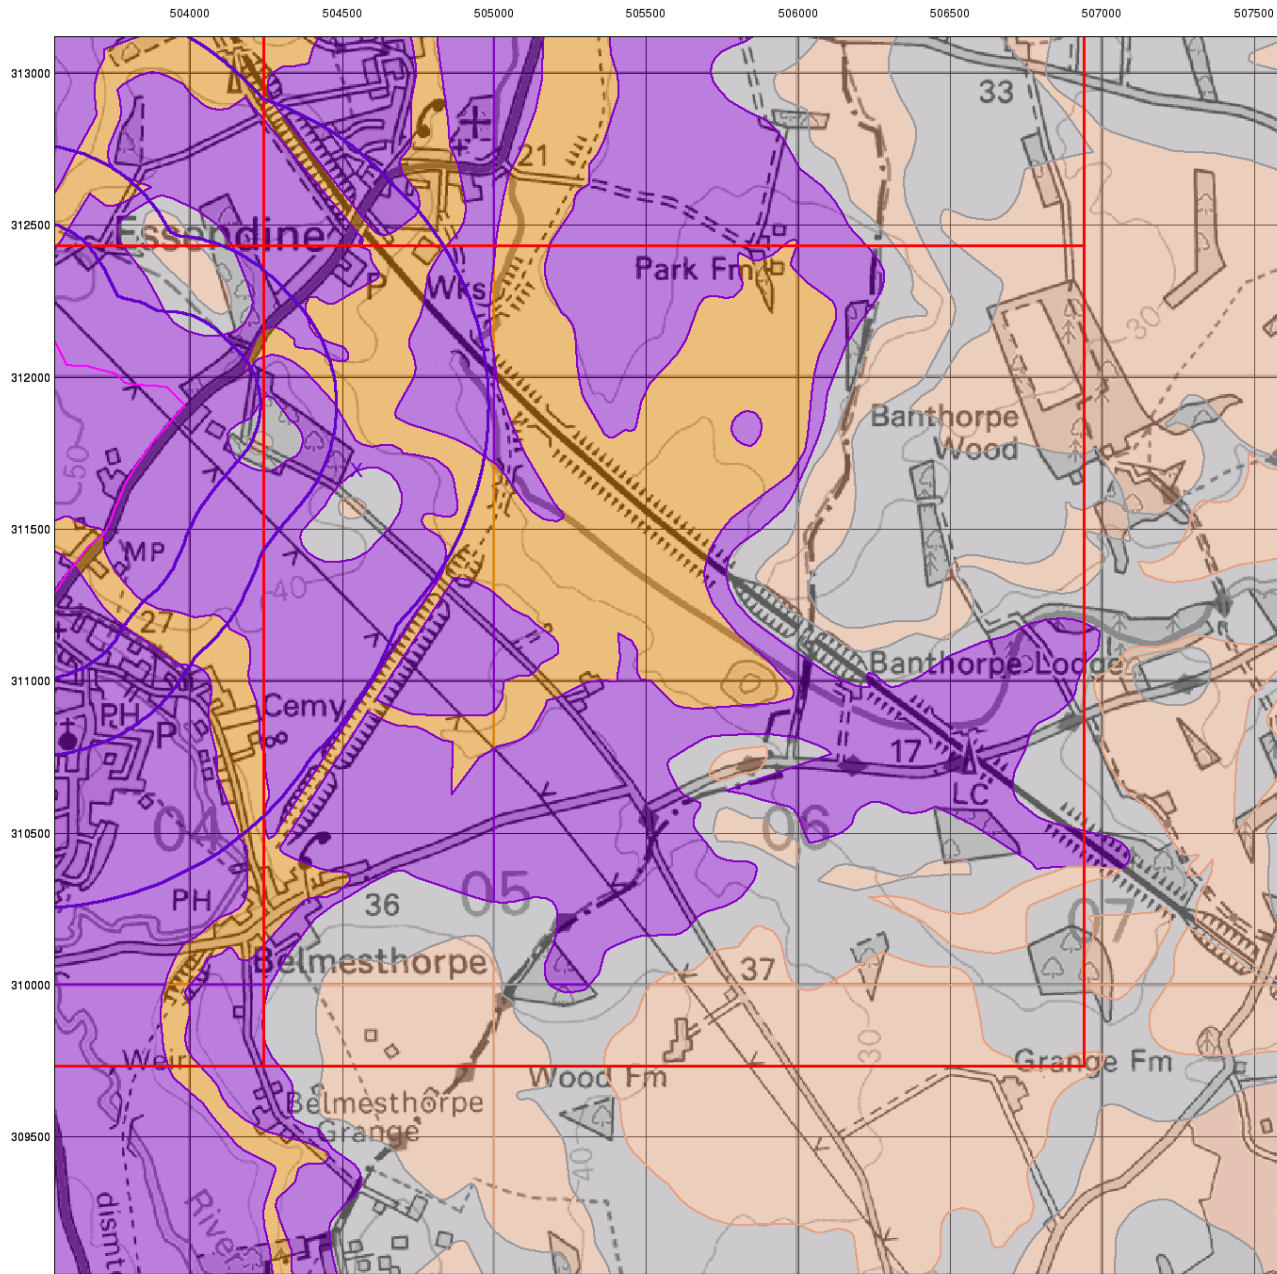 504000 504500 505000 505500 506000 506500 507000 507500
313000
33
21
312500
Essendine
Park Fm
P
Wks
30
312000
Banthorpe
Wood
50
311500
MP
40
27
Banthorpe Lodge
311000
PH
Cemy
P
17
LC
04
06
310500
PH
36
05
07
Belmesthorpe
37
310000
30
Weir
Wood Fm
Grange Fm
Belmesthorpe
Grange
309500
40
River
dismtd